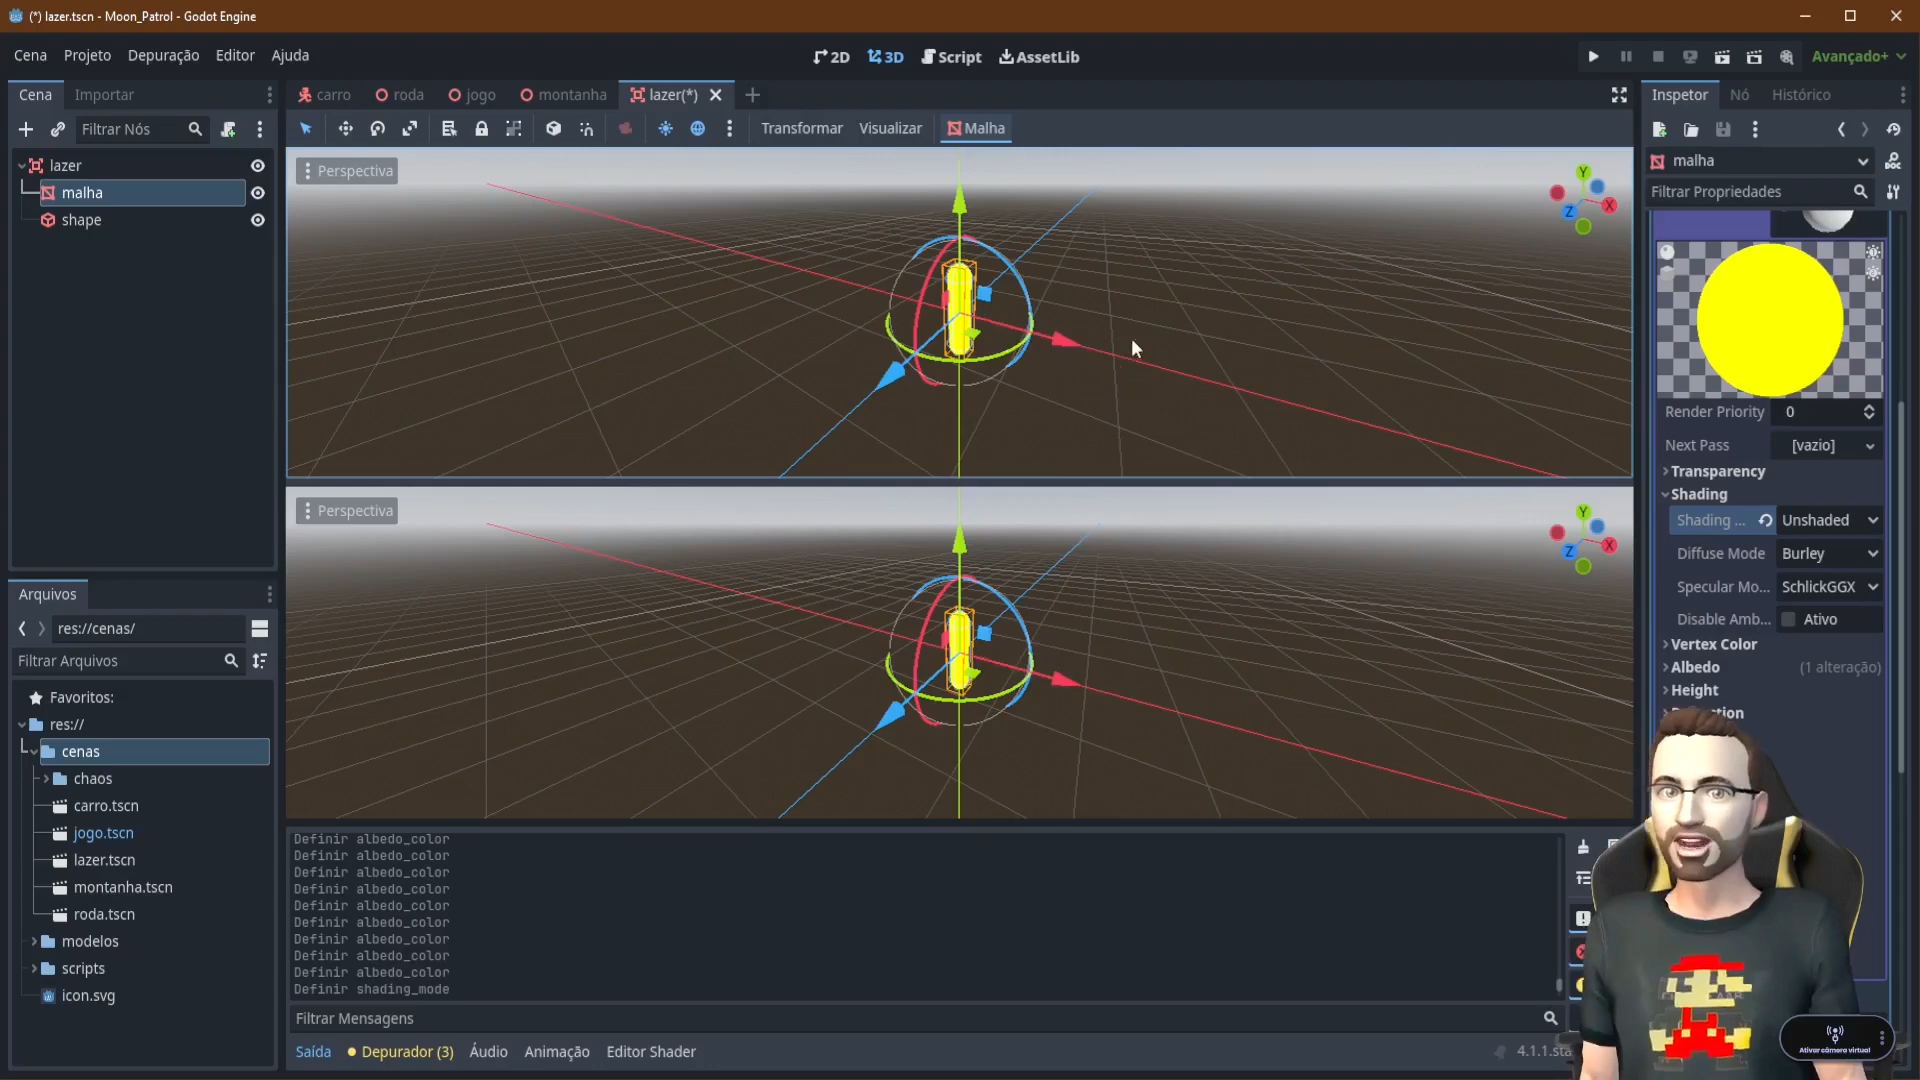 (*) lazer.tscn - Moon_Patrol - Godot Engine
Cena Projeto Depuração Editor Ajuda
2D 3D Script AssetLib
Avançado+
Cena Importar
carro roda jogo montanha lazer(*)
Inspetor Nó Histórico
Filtrar Nós
Transformar Visualizar Malha
malha
Filtrar Propriedades
lazer
malha
shape
Perspectiva
Y
X
Z
Render Priority 0
Next Pass [vazio]
Transparency
Shading
Shading ... Unshaded
Diffuse Mode Burley
Specular Mo... SchlickGGX
Disable Amb... Ativo
Vertex Color
Albedo (1 alteração)
Height
Perspectiva
Y
X
Z
Arquivos
res://cenas/
Filtrar Arquivos
Favoritos:
res://
cenas
chaos
carro.tscn
jogo.tscn
lazer.tscn
montanha.tscn
roda.tscn
modelos
scripts
icon.svg
Definir albedo_color
Definir albedo_color
Definir albedo_color
Definir albedo_color
Definir albedo_color
Definir albedo_color
Definir albedo_color
Definir albedo_color
Definir albedo_color
Definir shading_mode
Filtrar Mensagens
Saída Depurador (3) Áudio Animação Editor Shader
4.1.1.sta
Ativar câmera virtual